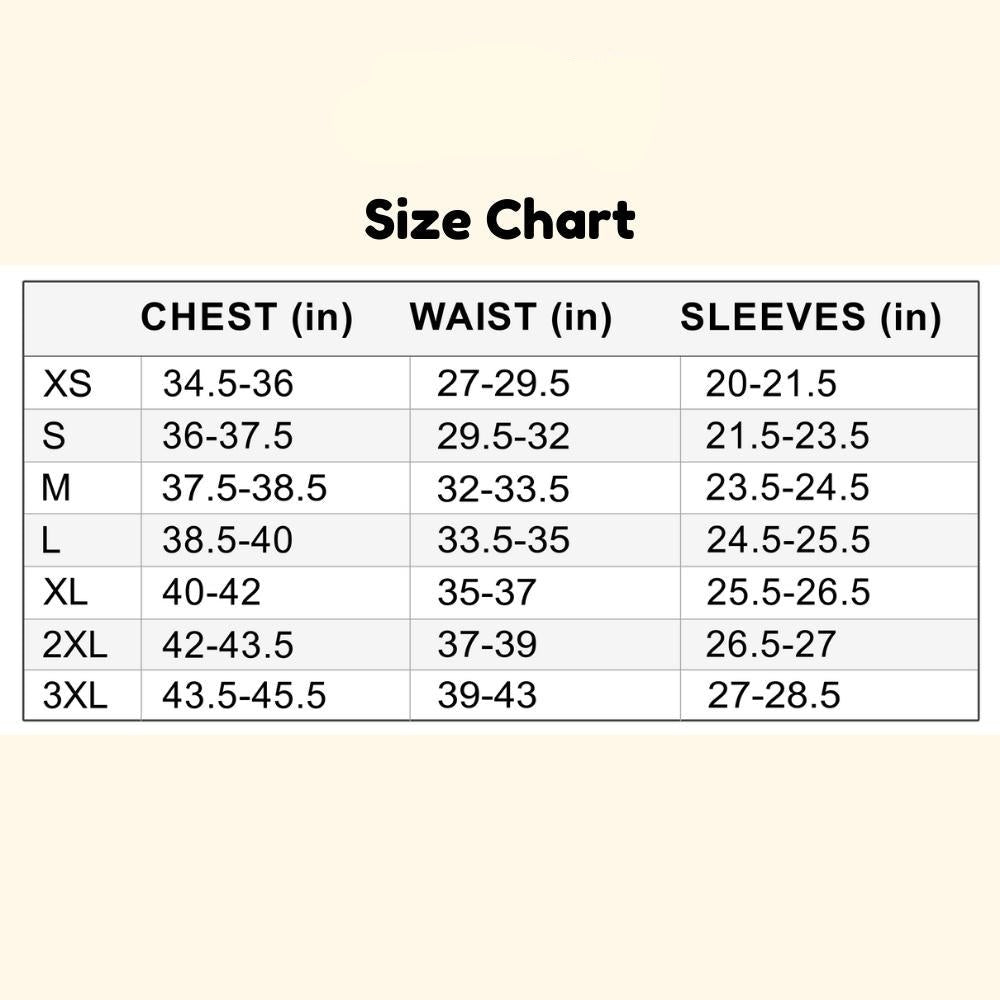 Size Chart
CHEST (in) WAIST (in) SLEEVES (in)
XS 34.5-36 27-29.5 20-21.5
S 36-37.5 29.5-32 21.5-23.5
M 37.5-38.5 32-33.5 23.5-24.5
L 38.5-40 33.5-35 24.5-25.5
XL 40-42 35-37 25.5-26.5
2XL 42-43.5 37-39 26.5-27
3XL 43.5-45.5 39-43 27-28.5